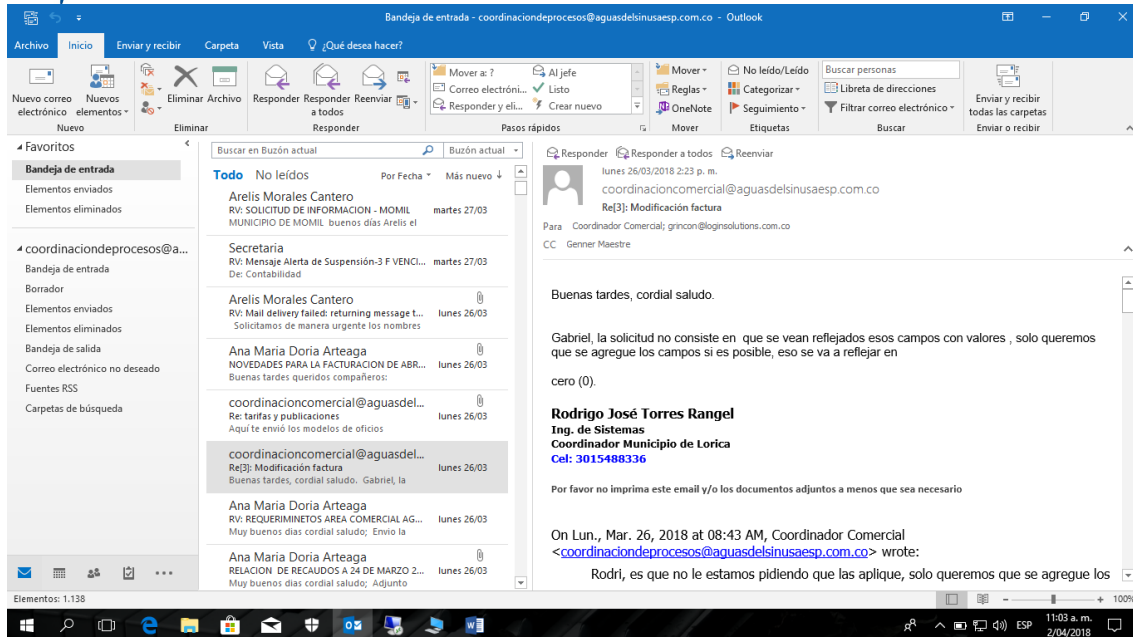 Bandeja de entrada - coordinaciondeprocesos@aguasdelsinusaesp.com.co - Outlook
Archivo Inicio Enviar y recibir Carpeta Vista ¿Qué desea hacer?
Nuevo correo electrónico
Nuevos elementos
Eliminar
Archivo
Responder
Responder a todos
Reenviar
Mover a: ?
Correo electróni...
Responder y eli...
Al jefe
Listo
Crear nuevo
Mover
Reglas
OneNote
No leído/Leído
Categorizar
Seguimiento
Buscar personas
Libreta de direcciones
Filtrar correo electrónico
Enviar y recibir todas las carpetas
Nuevo Eliminar Responder Pasos rápidos Mover Etiquetas Buscar Enviar o recibir
Favoritos
Bandeja de entrada
Elementos enviados
Elementos eliminados
coordinaciondeprocesos@a...
Bandeja de entrada
Borrador
Elementos enviados
Elementos eliminados
Bandeja de salida
Correo electrónico no deseado
Fuentes RSS
Carpetas de búsqueda
Buscar en Buzón actual Buzón actual
Todo No leídos Por Fecha Más nuevo ↓
Arelis Morales Cantero
RV: SOLICITUD DE INFORMACION - MOMIL martes 27/03
MUNICIPIO DE MOMIL buenos días Arelis el
Secretaria
RV: Mensaje Alerta de Suspensión-3 F VENCI... martes 27/03
De: Contabilidad
Arelis Morales Cantero
RV: Mail delivery failed: returning message t... lunes 26/03
Solicitamos de manera urgente los nombres
Ana Maria Doria Arteaga
NOVEDADES PARA LA FACTURACION DE ABR... lunes 26/03
Buenas tardes queridos compañeros:
coordinacioncomercial@aguasdel...
Re: tarifas y publicaciones lunes 26/03
Aquí te envió los modelos de oficios
coordinacioncomercial@aguasdel...
Re[3]: Modificación factura lunes 26/03
Buenas tardes, cordial saludo. Gabriel, la
Ana Maria Doria Arteaga
RV: REQUERIMINETOS AREA COMERCIAL AG... lunes 26/03
Muy buenos dias cordial saludo; Envio la
Ana Maria Doria Arteaga
RELACION DE RECAUDOS A 24 DE MARZO 2... lunes 26/03
Muy buenos dias cordial saludo; Adjunto
Responder Responder a todos Reenviar
lunes 26/03/2018 2:23 p. m.
coordinacioncomercial@aguasdelsinusaesp.com.co
Re[3]: Modificación factura
Para Coordinador Comercial; grincon@loginsolutions.com.co
CC Genner Maestre
Buenas tardes, cordial saludo.
Gabriel, la solicitud no consiste en que se vean reflejados esos campos con valores , solo queremos
que se agregue los campos si es posible, eso se va a reflejar en
cero (0).
Rodrigo José Torres Rangel
Ing. de Sistemas
Coordinador Municipio de Lorica
Cel: 3015488336
Por favor no imprima este email y/o los documentos adjuntos a menos que sea necesario
On Lun., Mar. 26, 2018 at 08:43 AM, Coordinador Comercial
<coordinaciondeprocesos@aguasdelsinusaesp.com.co> wrote:
Rodri, es que no le estamos pidiendo que las aplique, solo queremos que se agregue los
Elementos: 1.138
100%
ESP
11:03 a. m.
2/04/2018